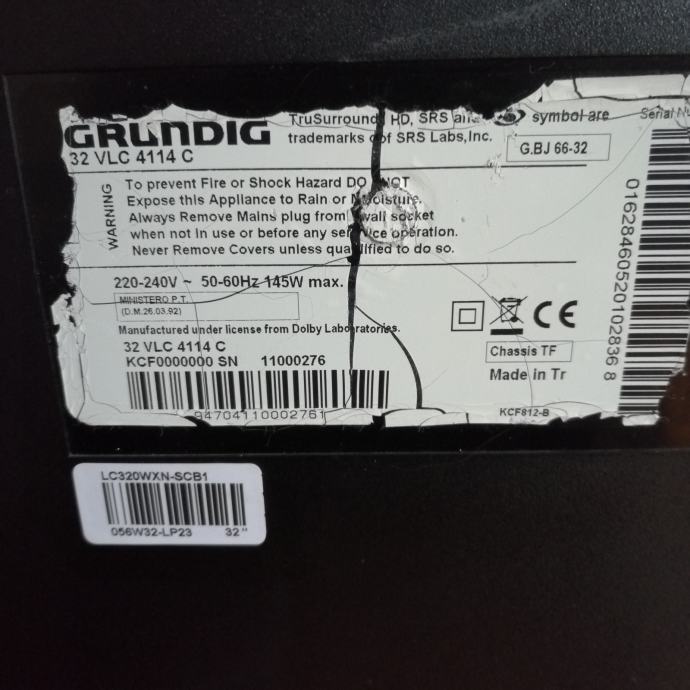 GRUNDIG
32 VLC 4114 C
TruSurround HD, SRS and symbol are
trademarks of SRS Labs,Inc.
G.BJ 66-32
Serial
WARNING
To prevent Fire or Shock Hazard DO NOT
Expose this Appliance to Rain or Moisture.
Always Remove Mains plug from wall socket
when not In use or before any service operation.
Never Remove Covers unless qualified to do so.
220-240V ~ 50-60Hz 145W max.
MINISTERO P.T.
(D.M.26.03.92)
Manufactured under license from Dolby Laboratories.
32 VLC 4114 C
KCF0000000 SN 11000276
94704110002761
CE
Chassis TF
Made in Tr
KCF812-B
01628460520102836 8
LC320WXN-SCB1
056W32-LP23 32"